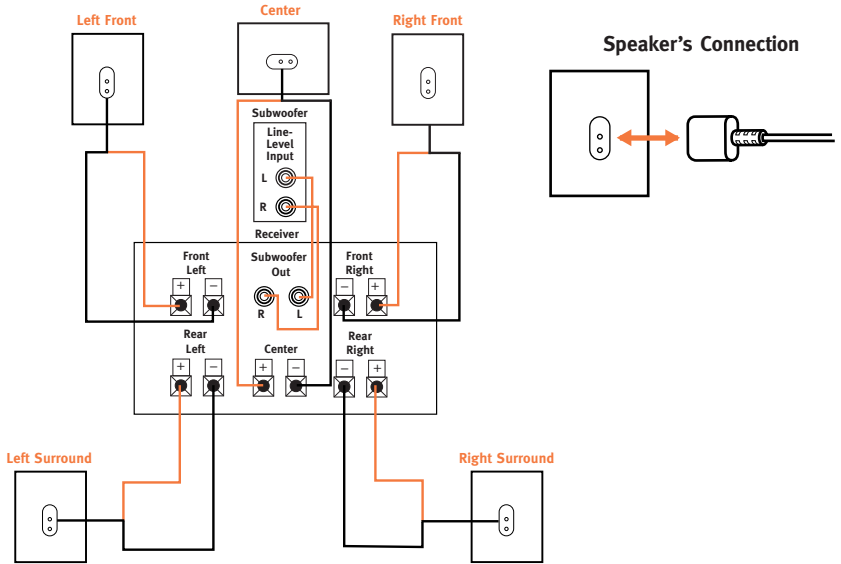 Center
Left Front
Right Front
Speaker's Connection
Subwoofer
Line-
Level
Input
L
R
Receiver
Front
Left
Subwoofer
Out
Front
Right
+ −
− +
R L
Rear
Left
Center
Rear
Right
+ −
+ −
− +
Left Surround
Right Surround